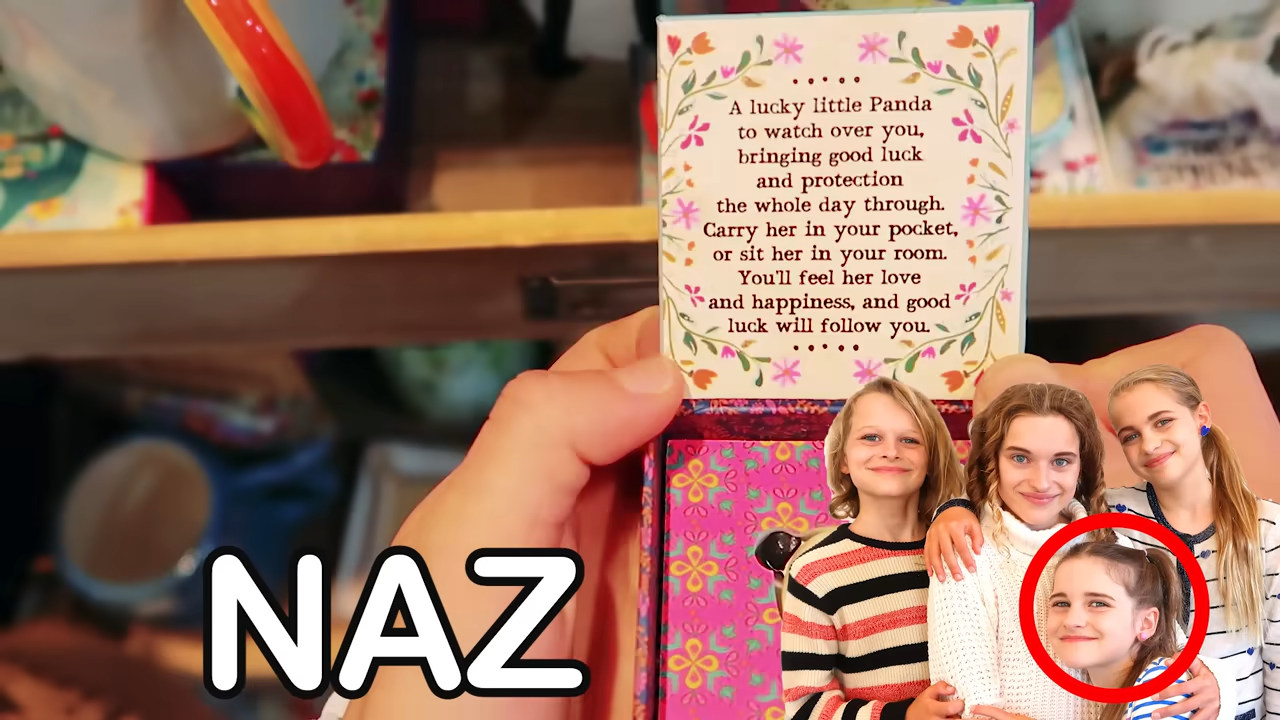 A lucky little Panda
to watch over you,
bringing good luck
and protection
the whole day through.
Carry her in your pocket,
or sit her in your room.
You'll feel her love
and happiness, and good
luck will follow you.
NAZ